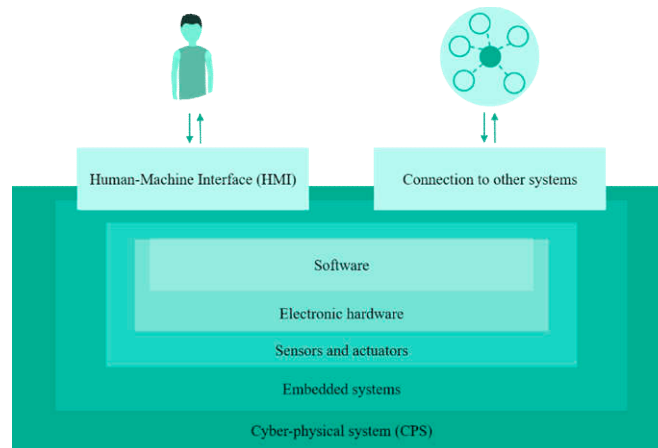 Human-Machine Interface (HMI)
Connection to other systems
Software
Electronic hardware
Sensors and actuators
Embedded systems
Cyber-physical system (CPS)